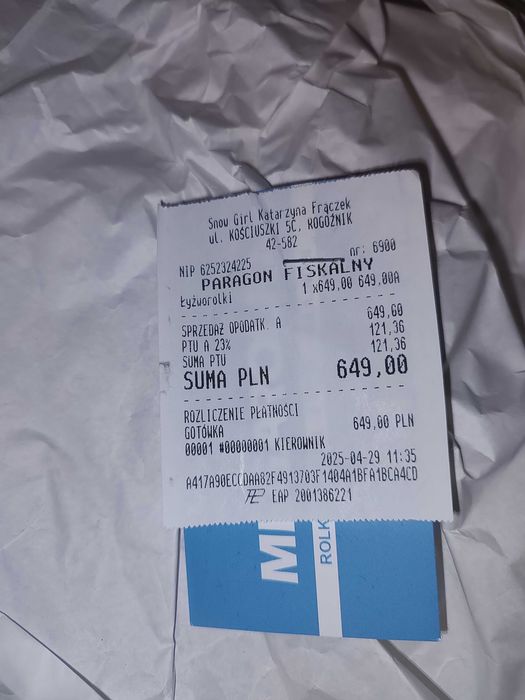 Snow Girl Katarzyna Frączek
ul. KOŚCIUSZKI 5C, ROGOŹNIK
42-582
NIP 6252324225 nr: 6900
PARAGON FISKALNY
Łyżworolki 1 x649,00 649,00A
SPRZEDAŻ OPODATK. A 649,00
PTU A 23% 121,36
SUMA PTU 121,36
SUMA PLN 649,00
ROZLICZENIE PŁATNOŚCI
GOTÓWKA 649,00 PLN
00001 #00000001 KIEROWNIK
2025-04-29 11:35
A417A90ECCDAA82F4913703F1404A1BFA1BCA4CD
EAP 2001386221
ROLK